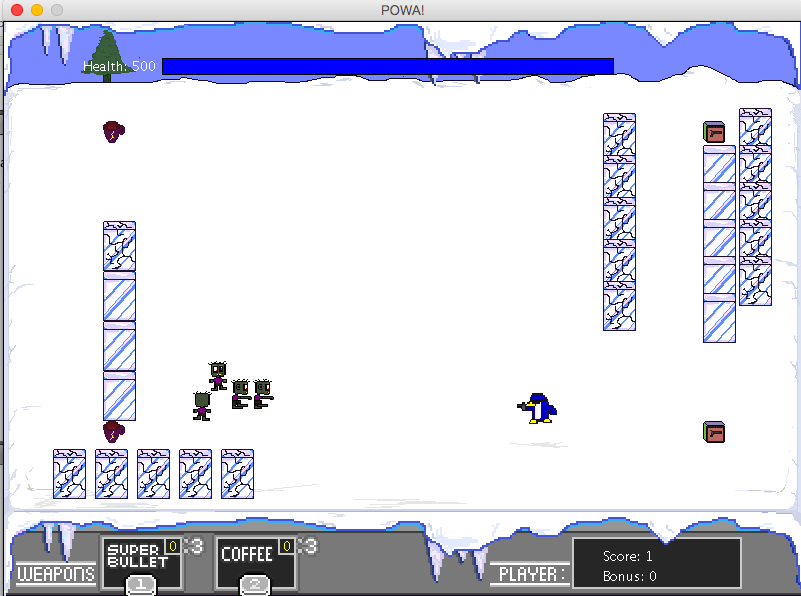 POWA!
Health: 500
SUPER BULLET 0 :3
COFFEE 0 :3
WEAPONS 1 2 PLAYER:
Score: 1
Bonus: 0